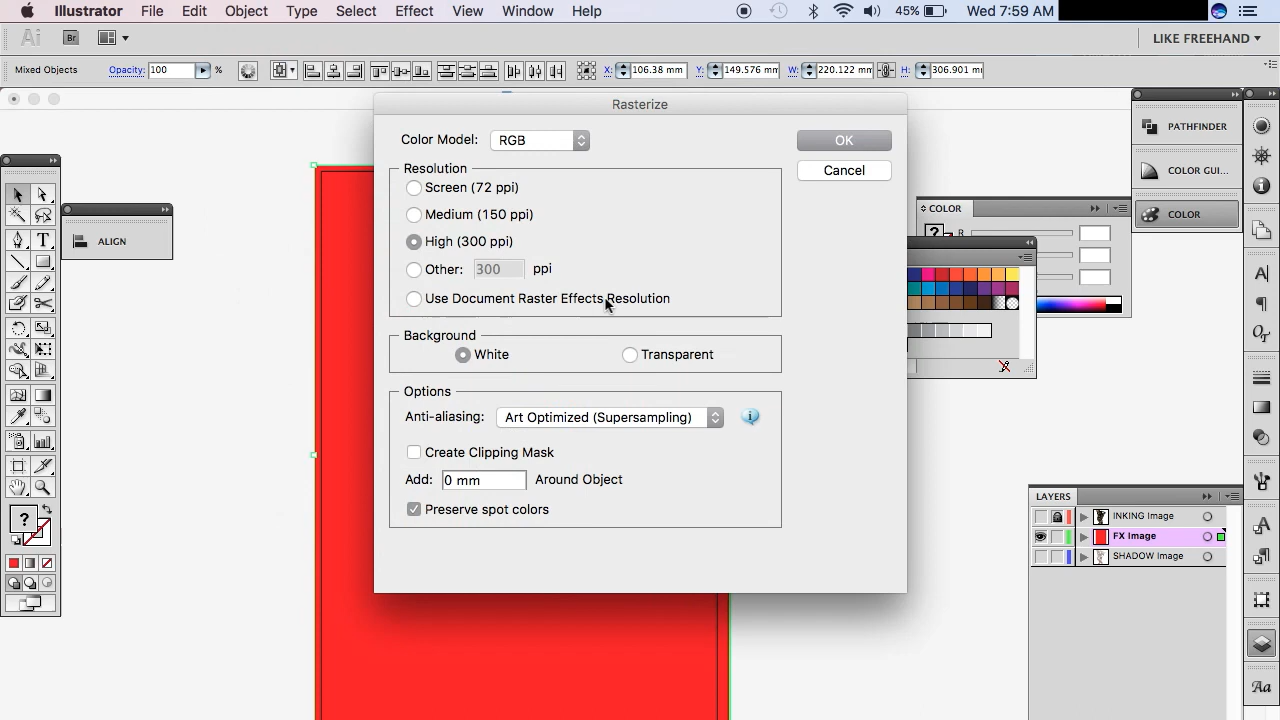 Illustrator File Edit Object Type Select Effect View Window Help 45% Wed 7:59 AM
Ai Br LIKE FREEHAND
Mixed Objects Opacity: 100 % X: 106.38 mm Y: 149.576 mm W: 220.122 mm H: 306.901 mm
Rasterize
Color Model: RGB OK
Resolution
Cancel
Screen (72 ppi)
Medium (150 ppi)
High (300 ppi)
Other: 300 ppi
Use Document Raster Effects Resolution
Background
White Transparent
Options
Anti-aliasing: Art Optimized (Supersampling)
Create Clipping Mask
Add: 0 mm Around Object
Preserve spot colors
ALIGN
PATHFINDER
COLOR GUI...
COLOR
COLOR
R
LAYERS
INKING Image
FX Image
SHADOW Image